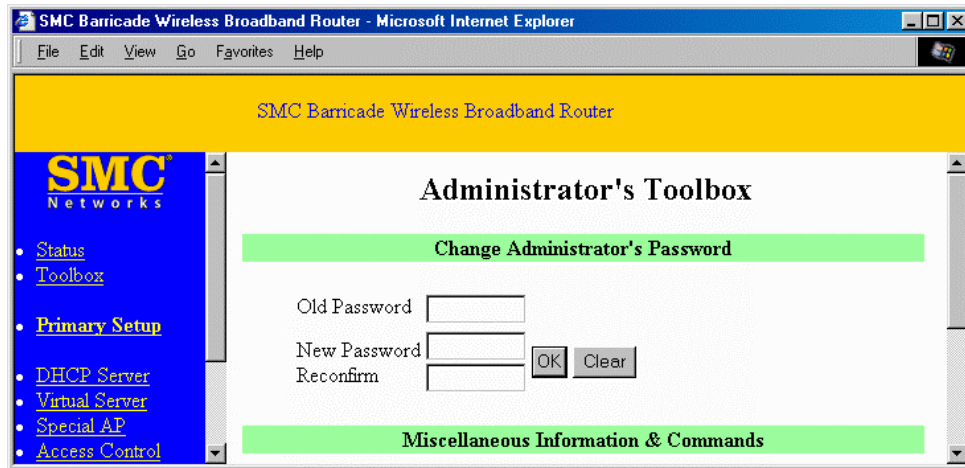 SMC Barricade Wireless Broadband Router - Microsoft Internet Explorer
File Edit View Go Favorites Help
SMC Barricade Wireless Broadband Router
SMC®
Networks
Status
Toolbox
Primary Setup
DHCP Server
Virtual Server
Special AP
Access Control
Administrator's Toolbox
Change Administrator's Password
Old Password
New Password
Reconfirm
OK Clear
Miscellaneous Information & Commands